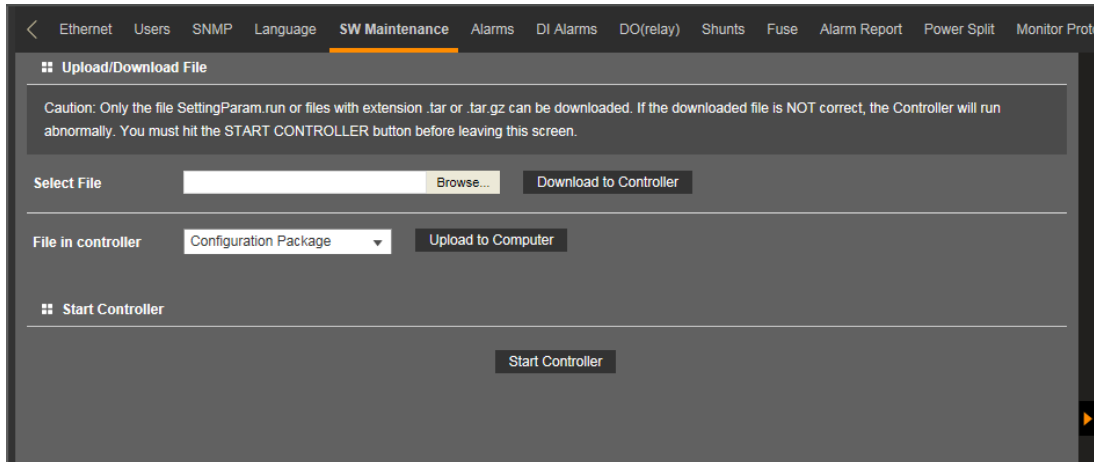 Ethernet Users SNMP Language SW Maintenance Alarms DI Alarms DO(relay) Shunts Fuse Alarm Report Power Split Monitor Prot
Upload/Download File
Caution: Only the file SettingParam.run or files with extension .tar or .tar.gz can be downloaded. If the downloaded file is NOT correct, the Controller will run
abnormally. You must hit the START CONTROLLER button before leaving this screen.
Select File Browse... Download to Controller
File in controller Configuration Package Upload to Computer
Start Controller
Start Controller